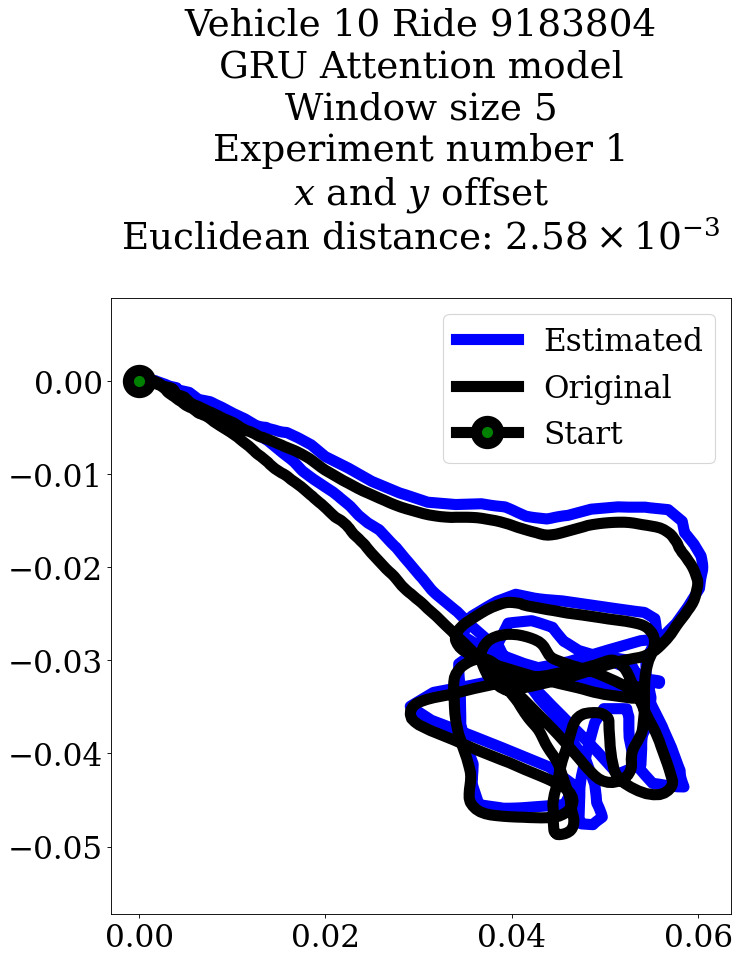 Vehicle 10 Ride 9183804
GRU Attention model
Window size 5
Experiment number 1
x and y offset
Euclidean distance: 2.58 × 10⁻³
Estimated
Original
Start
0.00
−0.01
−0.02
−0.03
−0.04
−0.05
0.00 0.02 0.04 0.06